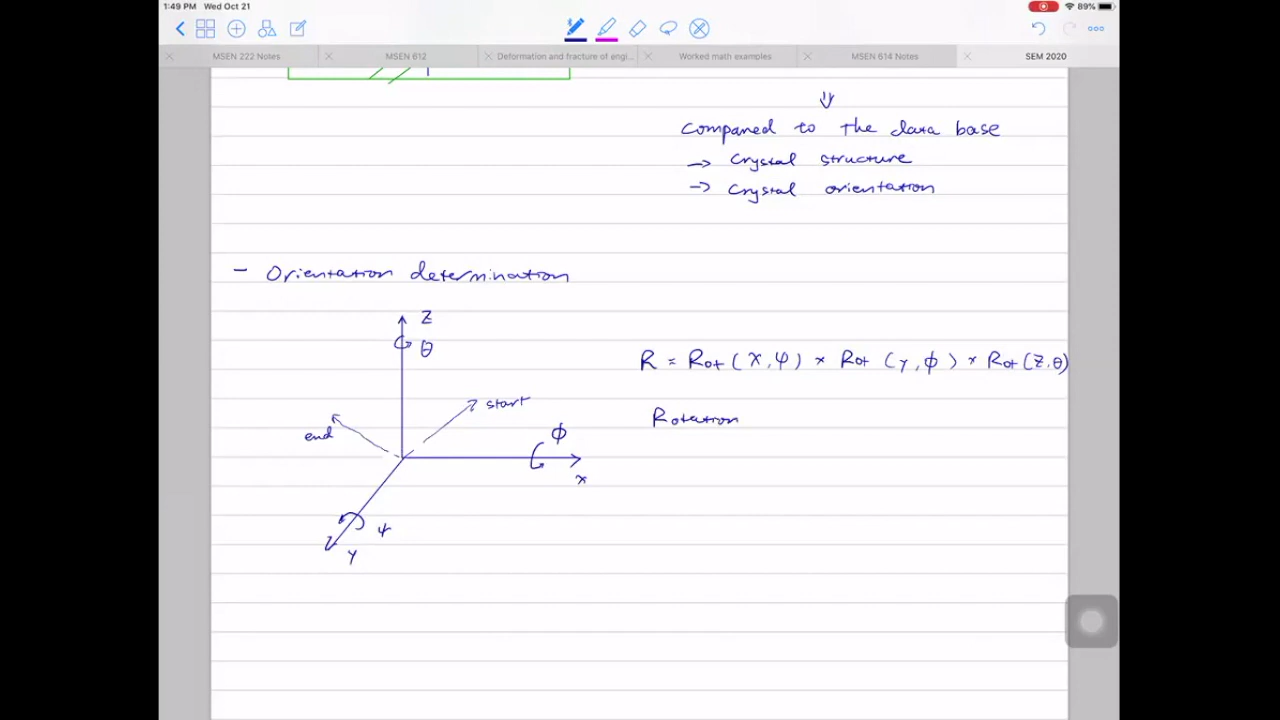 1:49 PM Wed Oct 21
89%
MSEN 222 Notes
MSEN 612
Deformation and fracture of engi...
Worked math examples
MSEN 614 Notes
SEM 2020
Compared to the data base
→ Crystal structure
→ Crystal orientation
- Orientation determination
Z
θ
R = Rot (X, ψ) × Rot (Y, ϕ) × Rot (Z, θ)
start
Rotation
end
ϕ
x
ψ
Y